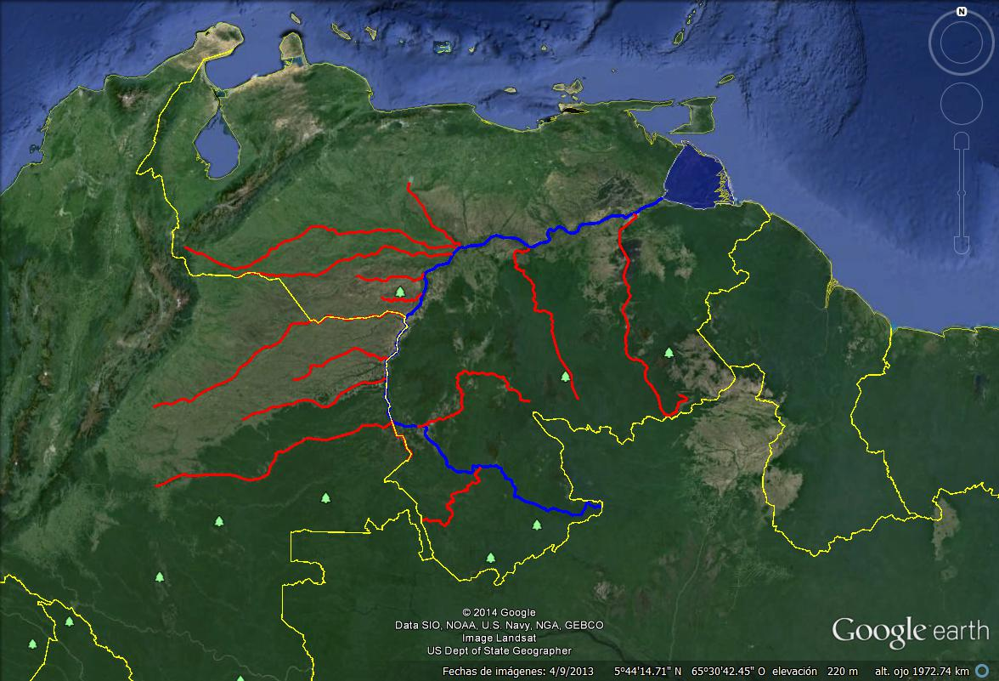 N
© 2014 Google
Data SIO, NOAA, U.S. Navy, NGA, GEBCO
Image Landsat
US Dept of State Geographer
Google earth
Fechas de imágenes: 4/9/2013 5°44'14.71" N 65°30'42.45" O elevación 220 m alt. ojo 1972.74 km